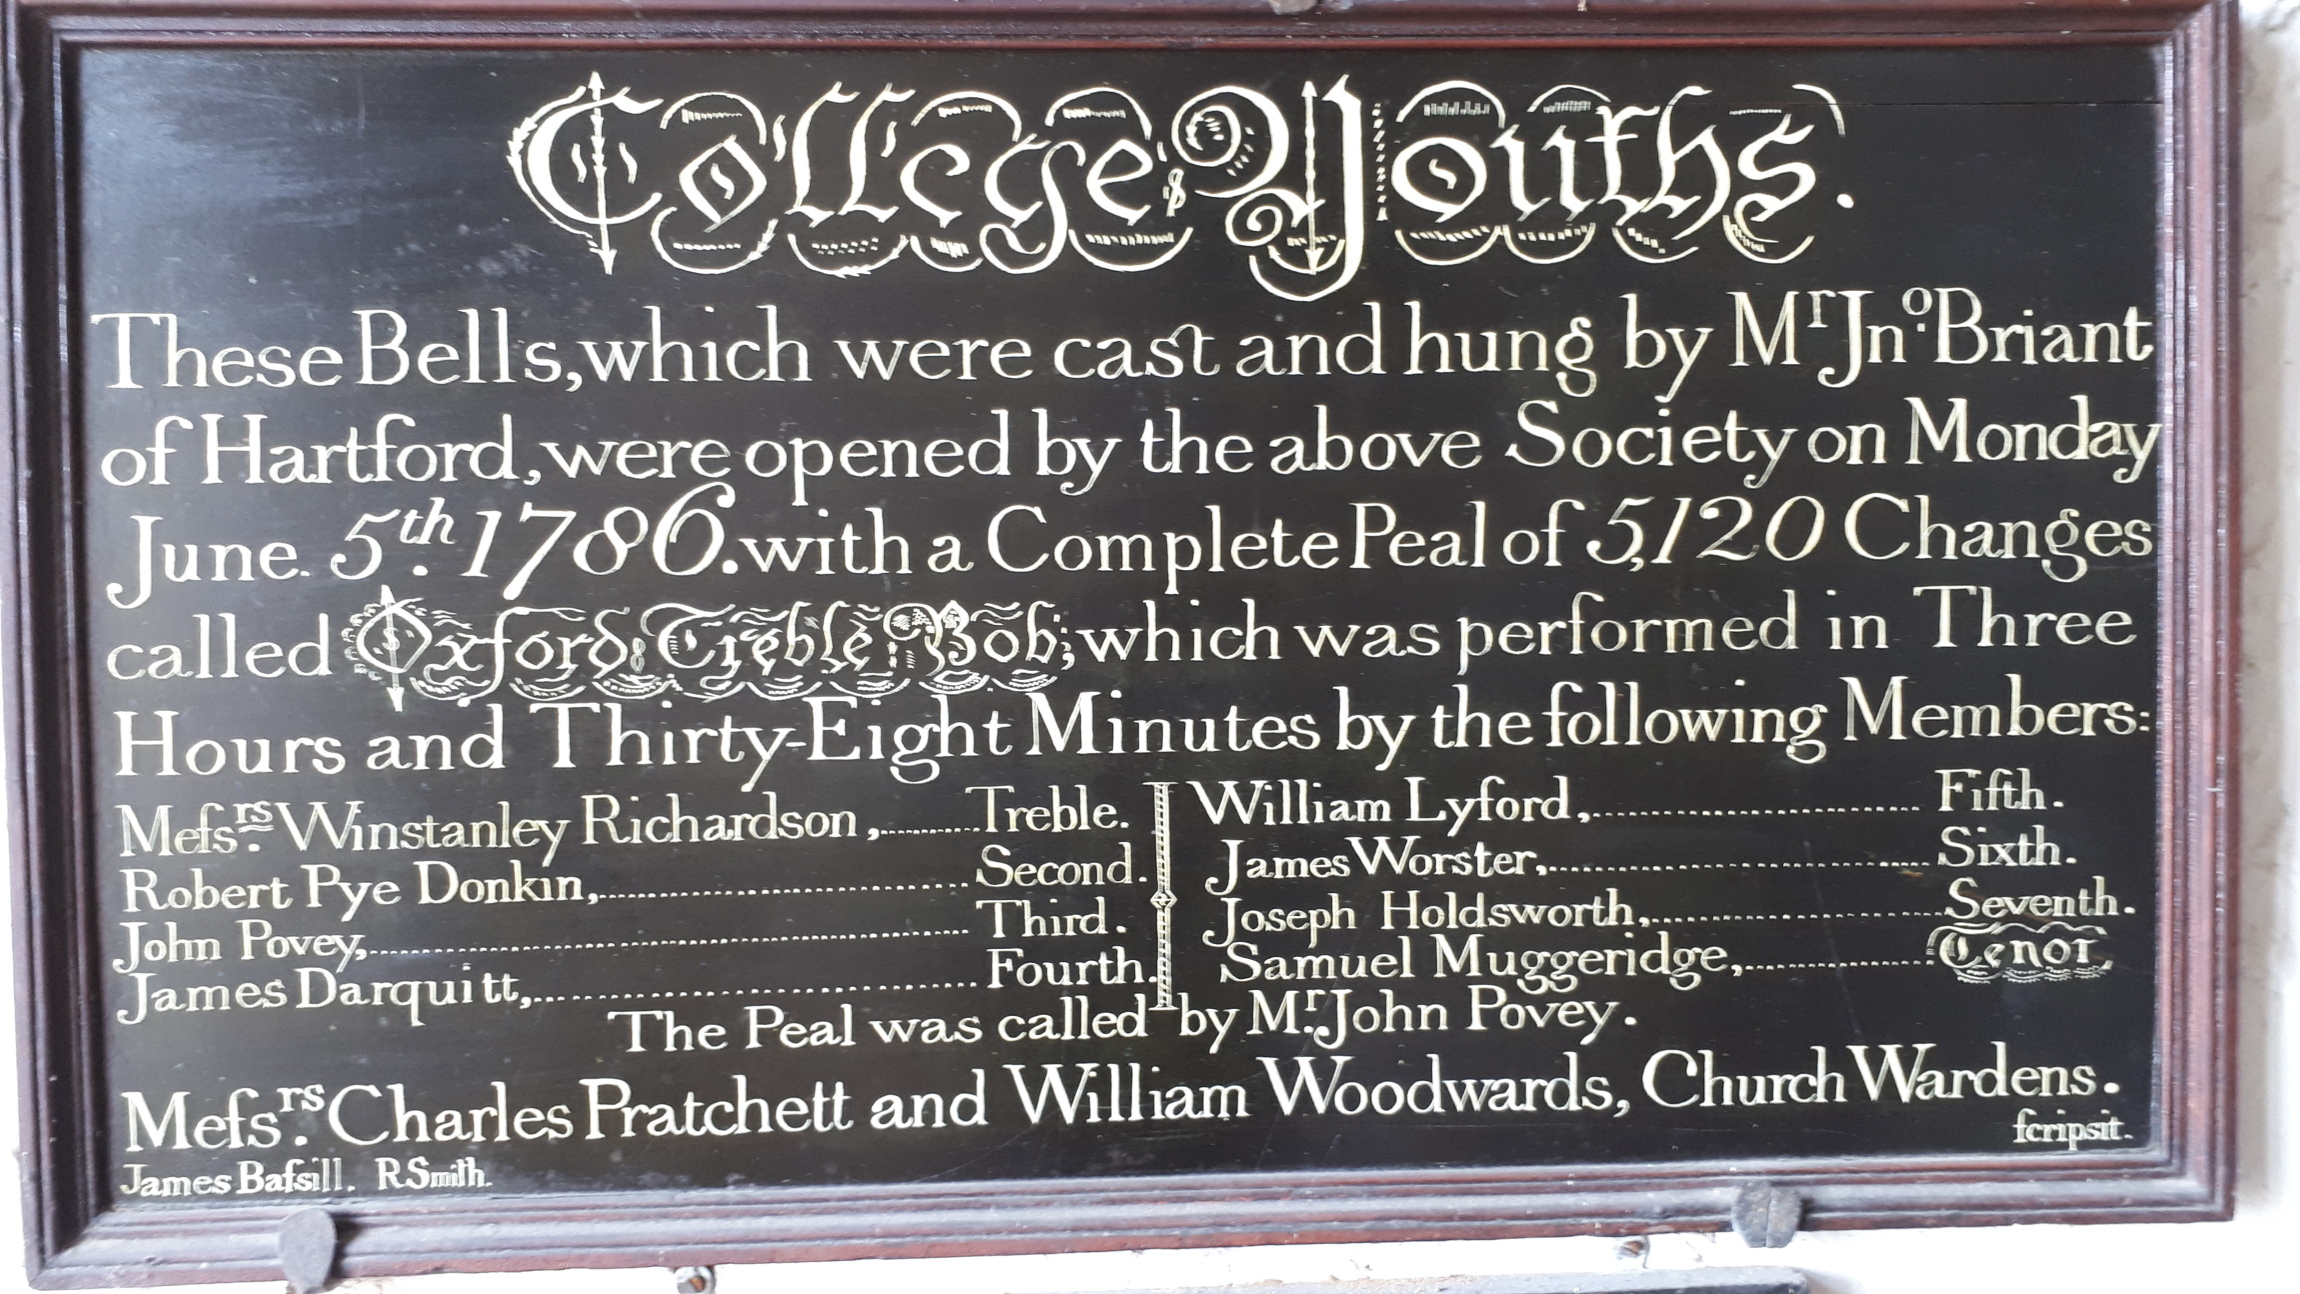 College Youths.
These Bells, which were cast and hung by Mr Jno. Briant
of Hartford, were opened by the above Society on Monday
June. 5th. 1786. with a Complete Peal of 5,120 Changes
called Oxford Treble Bob; which was performed in Three
Hours and Thirty-Eight Minutes by the following Members:
Meſsrs. Winstanley Richardson, .......... Treble.
Robert Pye Donkin, .......... Second.
John Povey, .......... Third.
James Darquitt, .......... Fourth.
William Lyford, .......... Fifth.
James Worster, .......... Sixth.
Joseph Holdsworth, .......... Seventh.
Samuel Muggeridge, .......... Tenor.
The Peal was called by Mr. John Povey.
Meſsrs. Charles Pratchett and William Woodwards, Church Wardens.
James Baſsill. R Smith. ſcripsit.